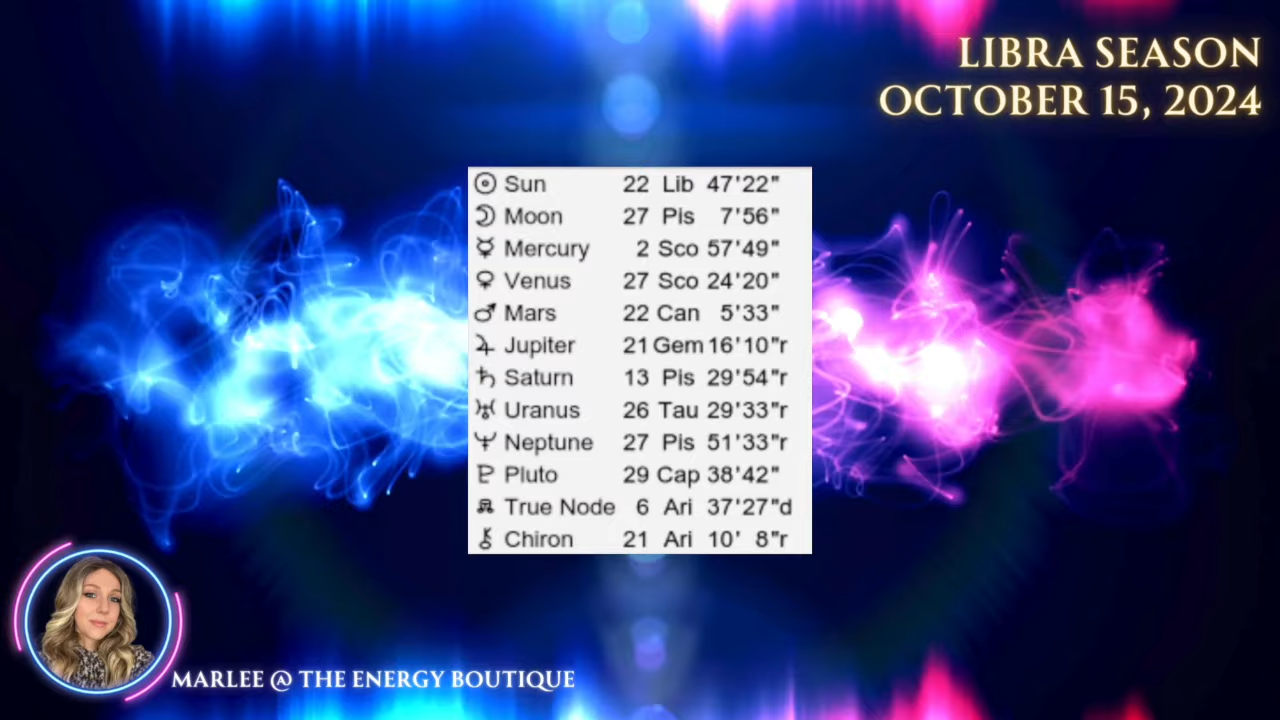 LIBRA SEASON
OCTOBER 15, 2024
Sun 22 Lib 47'22"
Moon 27 Pis 7'56"
Mercury 2 Sco 57'49"
Venus 27 Sco 24'20"
Mars 22 Can 5'33"
Jupiter 21 Gem 16'10"r
Saturn 13 Pis 29'54"r
Uranus 26 Tau 29'33"r
Neptune 27 Pis 51'33"r
Pluto 29 Cap 38'42"
True Node 6 Ari 37'27"d
Chiron 21 Ari 10' 8"r
MARLEE @ THE ENERGY BOUTIQUE